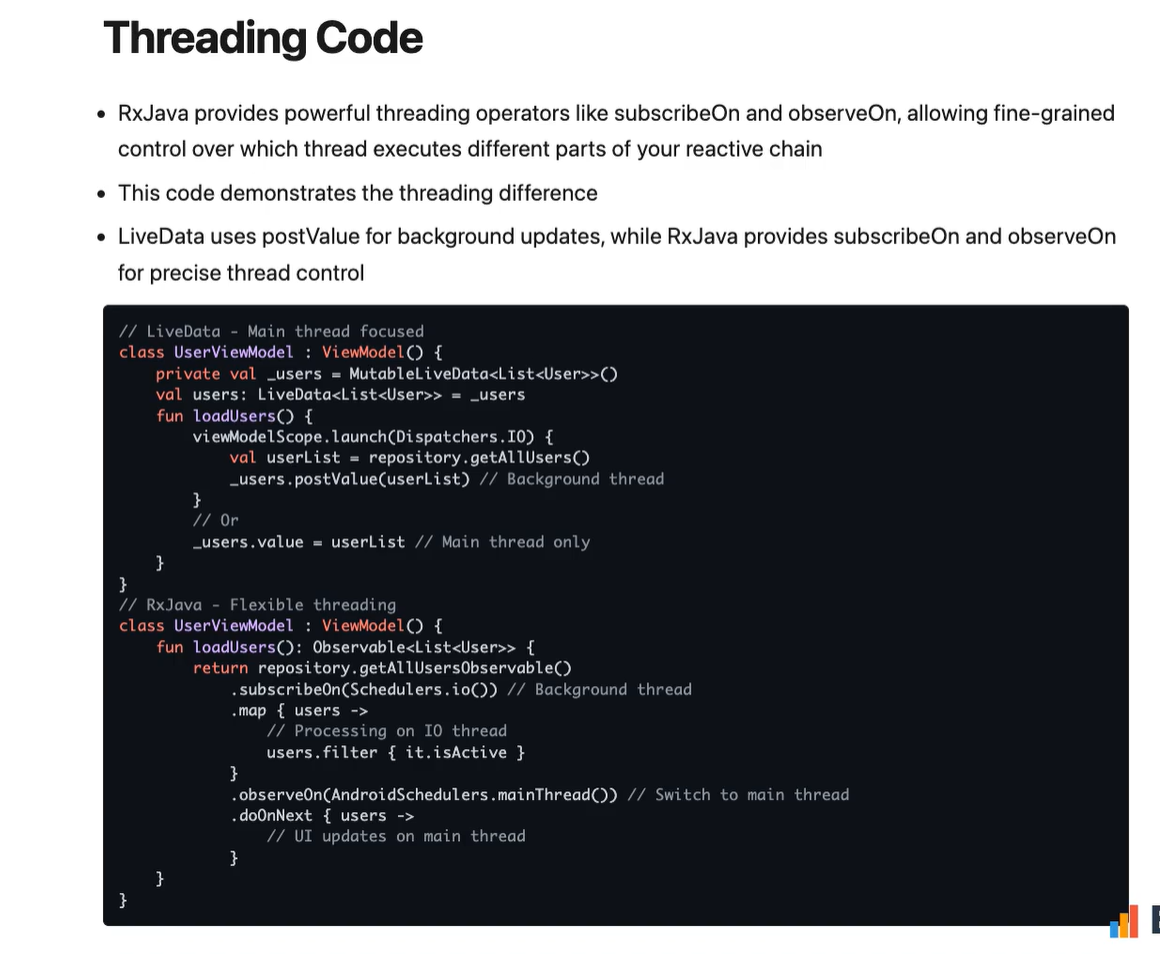 Threading Code
• RxJava provides powerful threading operators like subscribeOn and observeOn, allowing fine-grained
control over which thread executes different parts of your reactive chain
• This code demonstrates the threading difference
• LiveData uses postValue for background updates, while RxJava provides subscribeOn and observeOn
for precise thread control
// LiveData - Main thread focused
class UserViewModel : ViewModel() {
    private val _users = MutableLiveData<List<User>>()
    val users: LiveData<List<User>> = _users
    fun loadUsers() {
        viewModelScope.launch(Dispatchers.IO) {
            val userList = repository.getAllUsers()
            _users.postValue(userList) // Background thread
        }
        // Or
        _users.value = userList // Main thread only
    }
}
// RxJava - Flexible threading
class UserViewModel : ViewModel() {
    fun loadUsers(): Observable<List<User>> {
        return repository.getAllUsersObservable()
            .subscribeOn(Schedulers.io()) // Background thread
            .map { users ->
                // Processing on IO thread
                users.filter { it.isActive }
            }
            .observeOn(AndroidSchedulers.mainThread()) // Switch to main thread
            .doOnNext { users ->
                // UI updates on main thread
            }
    }
}